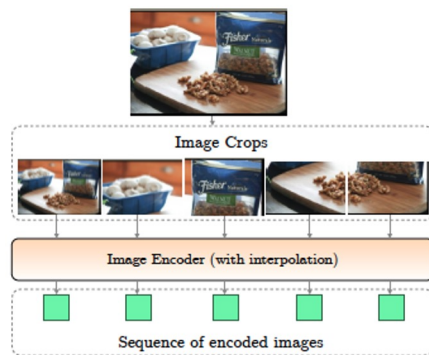 Fisher
Image Crops
Fisher
Image Encoder (with interpolation)
Sequence of encoded images